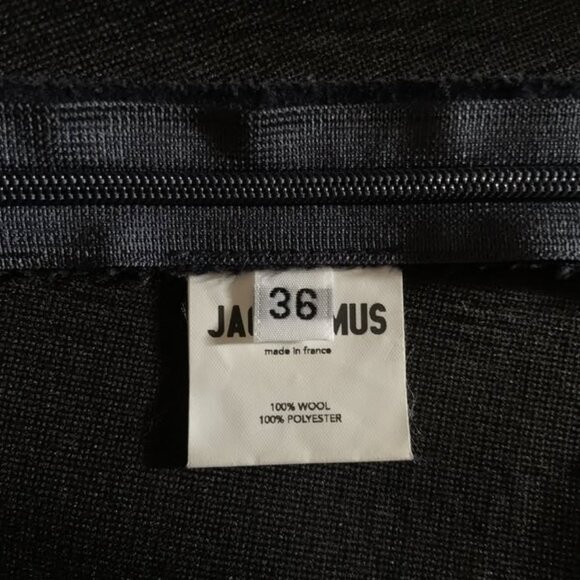 36
JAC MUS
made in france
100% WOOL
100% POLYESTER